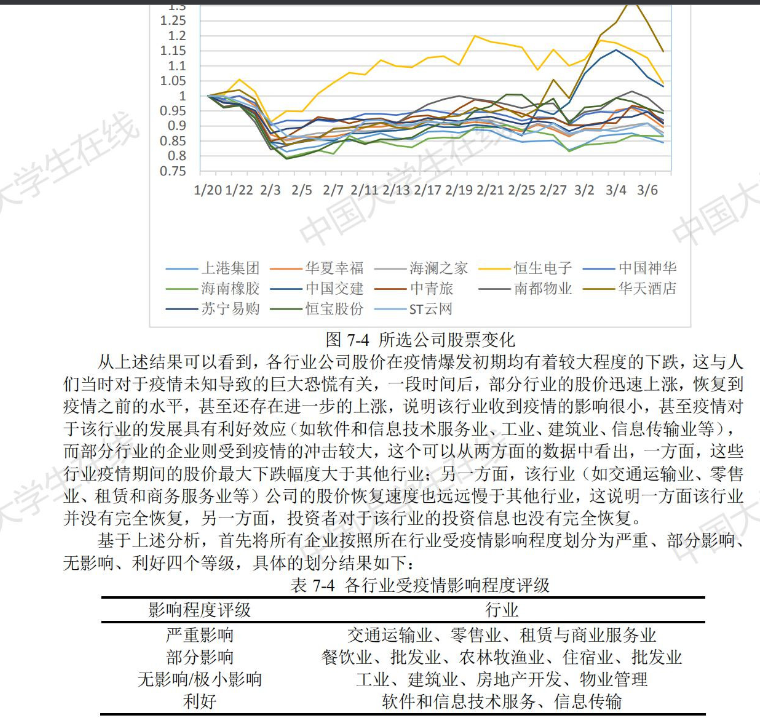 1.3
1.25
1.2
1.15
1.1
1.05
1
0.95
0.9
0.85
0.8
0.75
1/20 1/22 2/3 2/5 2/7 2/11 2/13 2/17 2/19 2/21 2/25 2/27 3/2 3/4 3/6
上港集团 华夏幸福 海澜之家 恒生电子 中国神华
海南橡胶 中国交建 中青旅 南都物业 华天酒店
苏宁易购 恒宝股份 ST云网
图 7-4 所选公司股票变化
从上述结果可以看到，各行业公司股价在疫情爆发初期均有着较大程度的下跌，这与人
们当时对于疫情未知导致的巨大恐慌有关，一段时间后，部分行业的股价迅速上涨，恢复到
疫情之前的水平，甚至还存在进一步的上涨，说明该行业收到疫情的影响很小，甚至疫情对
于该行业的发展具有利好效应（如软件和信息技术服务业、工业、建筑业、信息传输业等），
而部分行业的企业则受到疫情的冲击较大，这个可以从两方面的数据中看出，一方面，这些
行业疫情期间的股价最大下跌幅度大于其他行业；另一方面，该行业（如交通运输业、零售
业、租赁和商务服务业等）公司的股价恢复速度也远远慢于其他行业，这说明一方面该行业
并没有完全恢复，另一方面，投资者对于该行业的投资信息也没有完全恢复。
基于上述分析，首先将所有企业按照所在行业受疫情影响程度划分为严重、部分影响、
无影响、利好四个等级，具体的划分结果如下：
表 7-4 各行业受疫情影响程度评级
影响程度评级 行业
严重影响 交通运输业、零售业、租赁与商业服务业
部分影响 餐饮业、批发业、农林牧渔业、住宿业、批发业
无影响/极小影响 工业、建筑业、房地产开发、物业管理
利好 软件和信息技术服务、信息传输
中国大学生在线